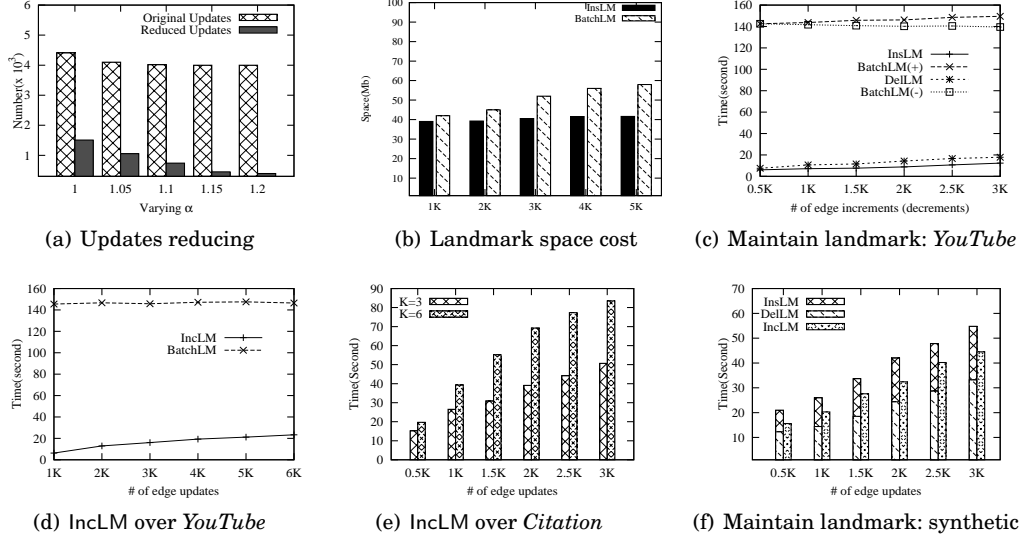 5
4
3
2
1
Number(x 10^3)
Original Updates
Reduced Updates
1 1.05 1.1 1.15 1.2
Varying α
(a) Updates reducing
100
90
80
70
60
50
40
30
20
10
Space(Mb)
InsLM
BatchLM
1K 2K 3K 4K 5K
(b) Landmark space cost
160
140
120
100
80
60
40
20
0
Time(second)
InsLM
BatchLM(+)
DelLM
BatchLM(-)
0.5K 1K 1.5K 2K 2.5K 3K
# of edge increments (decrements)
(c) Maintain landmark: YouTube
160
140
120
100
80
60
40
20
0
Time(second)
IncLM
BatchLM
1K 2K 3K 4K 5K 6K
# of edge updates
(d) IncLM over YouTube
90
80
70
60
50
40
30
20
10
0
Time(Second)
K=3
K=6
0.5K 1K 1.5K 2K 2.5K 3K
# of edge updates
(e) IncLM over Citation
70
60
50
40
30
20
10
Time(second)
InsLM
DelLM
IncLM
0.5K 1K 1.5K 2K 2.5K 3K
# of edge updates
(f) Maintain landmark: synthetic